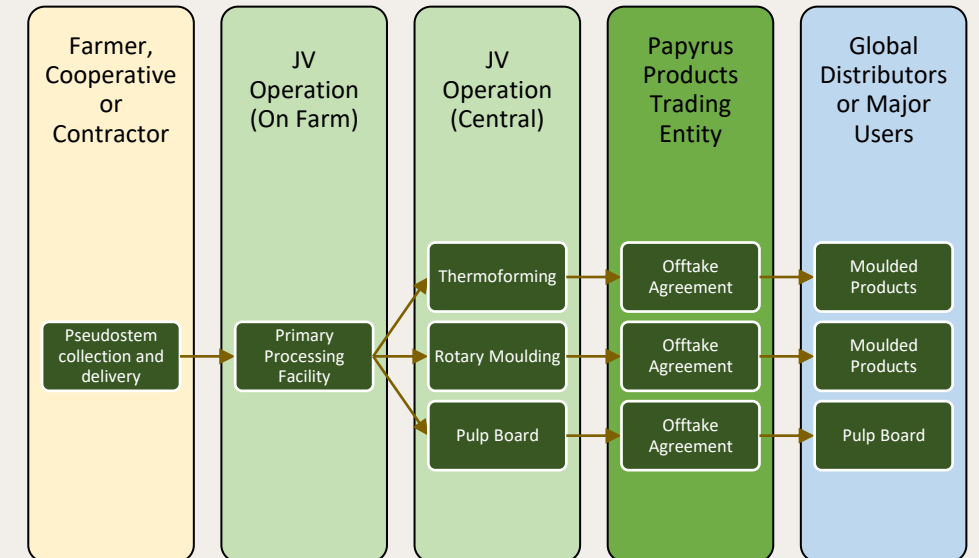 Farmer,
Cooperative
or
Contractor
JV
Operation
(On Farm)
JV
Operation
(Central)
Papyrus
Products
Trading
Entity
Global
Distributors
or Major
Users
Pseudostem
collection and
delivery
Primary
Processing
Facility
Thermoforming
Offtake
Agreement
Moulded
Products
Rotary Moulding
Offtake
Agreement
Moulded
Products
Pulp Board
Offtake
Agreement
Pulp Board